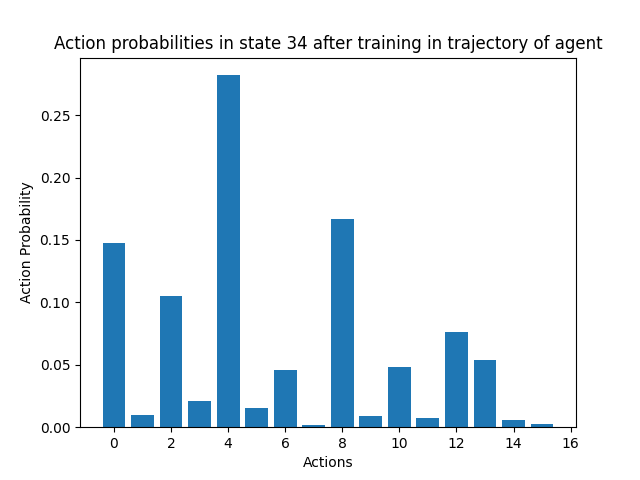 Action probabilities in state 34 after training in trajectory of agent
Action Probability
0.25
0.20
0.15
0.10
0.05
0.00
0 2 4 6 8 10 12 14 16
Actions